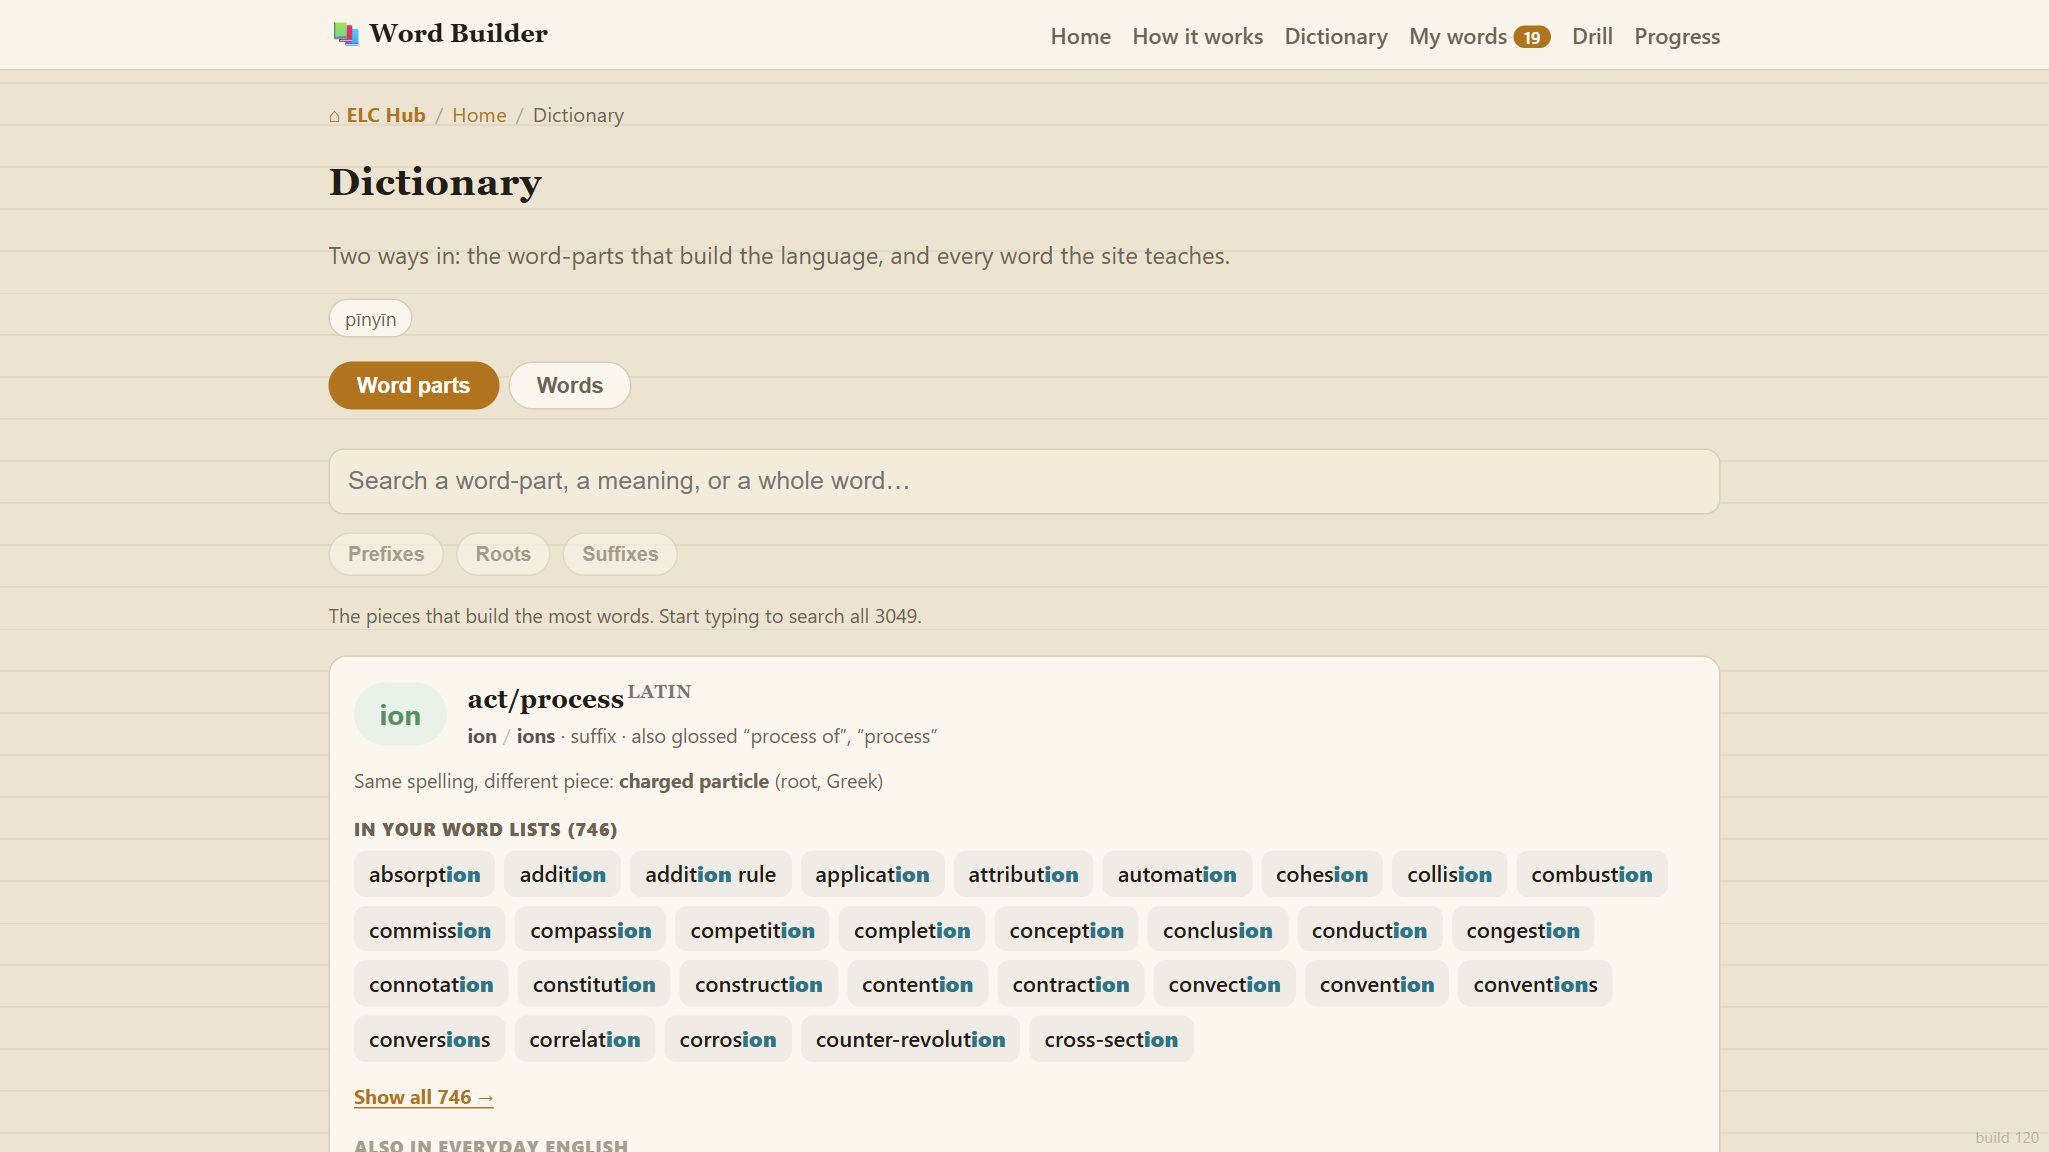 Word Builder
Home How it works Dictionary My words 19 Drill Progress
⌂ ELC Hub / Home / Dictionary
Dictionary
Two ways in: the word-parts that build the language, and every word the site teaches.
pīnyīn
Word parts Words
Search a word-part, a meaning, or a whole word…
Prefixes Roots Suffixes
The pieces that build the most words. Start typing to search all 3049.
ion
act/process LATIN
ion / ions · suffix · also glossed “process of”, “process”
Same spelling, different piece: charged particle (root, Greek)
IN YOUR WORD LISTS (746)
absorption addition addition rule application attribution automation cohesion collision combustion
commission compassion competition completion conception conclusion conduction congestion
connotation constitution construction contention contraction convection convention conventions
conversions correlation corrosion counter-revolution cross-section
Show all 746 →
ALSO IN EVERYDAY ENGLISH
build 120